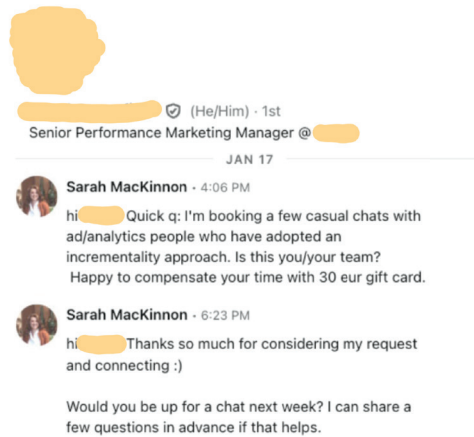 (He/Him) · 1st
Senior Performance Marketing Manager @
JAN 17
Sarah MacKinnon · 4:06 PM
hi Quick q: I'm booking a few casual chats with
ad/analytics people who have adopted an
incrementality approach. Is this you/your team?
Happy to compensate your time with 30 eur gift card.
Sarah MacKinnon · 6:23 PM
hi Thanks so much for considering my request
and connecting :)
Would you be up for a chat next week? I can share a
few questions in advance if that helps.